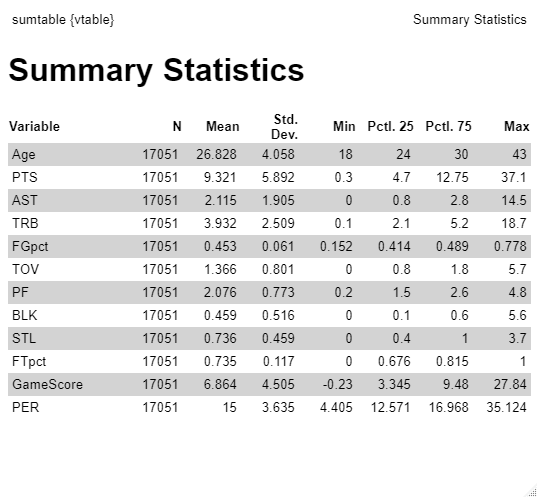 sumtable {vtable} Summary Statistics
Summary Statistics
Variable N Mean Std. Dev. Min Pctl. 25 Pctl. 75 Max
Age 17051 26.828 4.058 18 24 30 43
PTS 17051 9.321 5.892 0.3 4.7 12.75 37.1
AST 17051 2.115 1.905 0 0.8 2.8 14.5
TRB 17051 3.932 2.509 0.1 2.1 5.2 18.7
FGpct 17051 0.453 0.061 0.152 0.414 0.489 0.778
TOV 17051 1.366 0.801 0 0.8 1.8 5.7
PF 17051 2.076 0.773 0.2 1.5 2.6 4.8
BLK 17051 0.459 0.516 0 0.1 0.6 5.6
STL 17051 0.736 0.459 0 0.4 1 3.7
FTpct 17051 0.735 0.117 0 0.676 0.815 1
GameScore 17051 6.864 4.505 -0.23 3.345 9.48 27.84
PER 17051 15 3.635 4.405 12.571 16.968 35.124